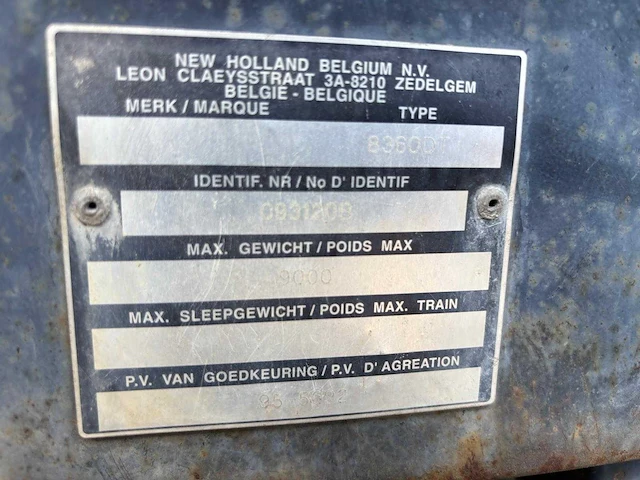 NEW HOLLAND BELGIUM N.V.
LEON CLAEYSSTRAAT 3A-8210 ZEDELGEM
BELGIE - BELGIQUE
MERK / MARQUE TYPE
IDENTIF. NR / No D' IDENTIF
MAX. GEWICHT / POIDS MAX
9000
MAX. SLEEPGEWICHT / POIDS MAX. TRAIN
P.V. VAN GOEDKEURING / P.V. D' AGREATION